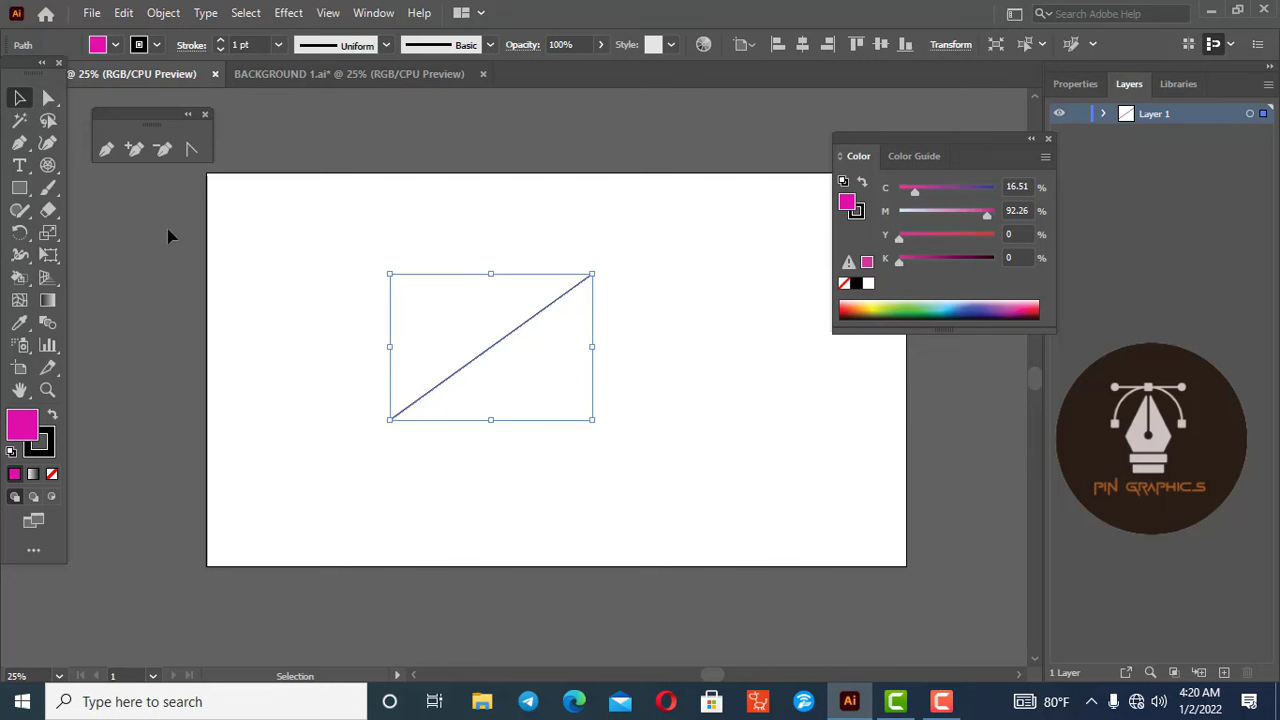 Ai File Edit Object Type Select Effect View Window Help Search Adobe Help
Path Stroke: 1 pt Uniform Basic Opacity: 100% Style: Transform
@ 25% (RGB/CPU Preview) × BACKGROUND 1.ai* @ 25% (RGB/CPU Preview) ×
Properties Layers Libraries
Layer 1
Color Color Guide
C 16.51 %
M 92.26 %
Y 0 %
K 0 %
PIN GRAPHICS
25% 1 Selection
1 Layer
Type here to search
Ai
80°F
4:20 AM
1/2/2022